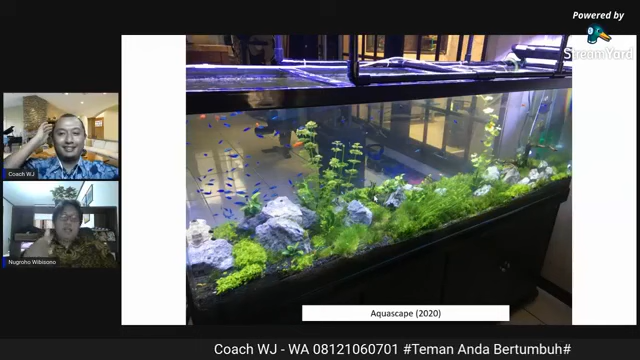 Powered by
StreamYard
Coach WJ
Nugroho Wibisono
Aquascape (2020)
Coach WJ - WA 08121060701 #Teman Anda Bertumbuh#